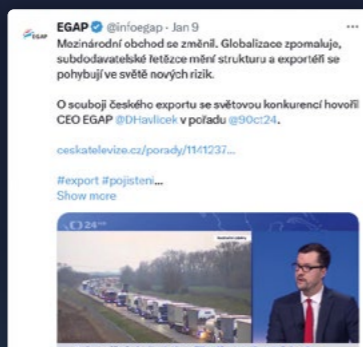 EGAP @infoegap · Jan 9
Mezinárodní obchod se změnil. Globalizace zpomaluje,
subdodavatelské řetězce mění strukturu a exportéři se
pohybují ve světě nových rizik.
O souboji českého exportu se světovou konkurencí hovořil
CEO EGAP @DHavlicek v pořadu @90ct24.
ceskatelevize.cz/porady/1141237...
#export #pojisteni...
Show more
24